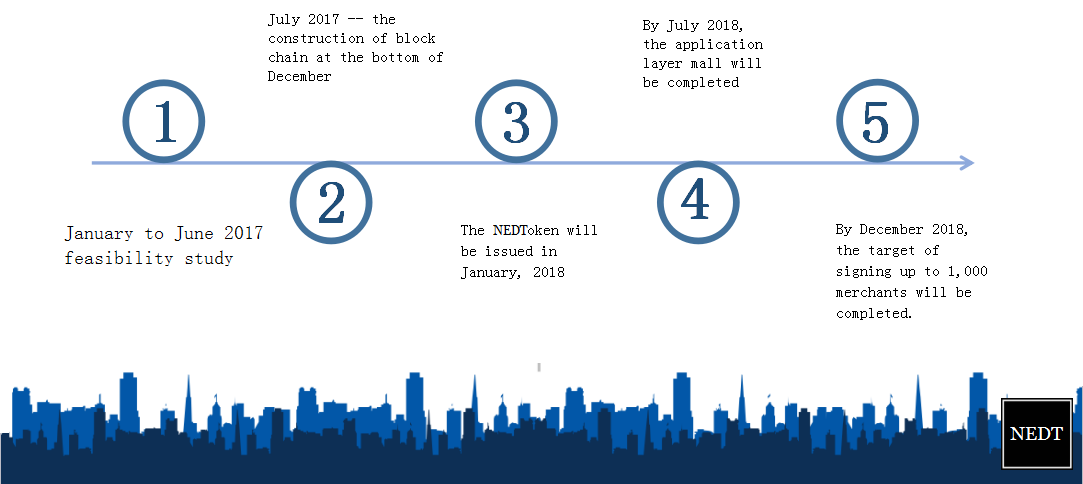 1
January to June 2017
feasibility study
July 2017 -- the
construction of block
chain at the bottom of
December
2
3
The NEDToken will
be issued in
January, 2018
By July 2018,
the application
layer mall will
be completed
4
5
By December 2018,
the target of
signing up to 1,000
merchants will be
completed.
NEDT